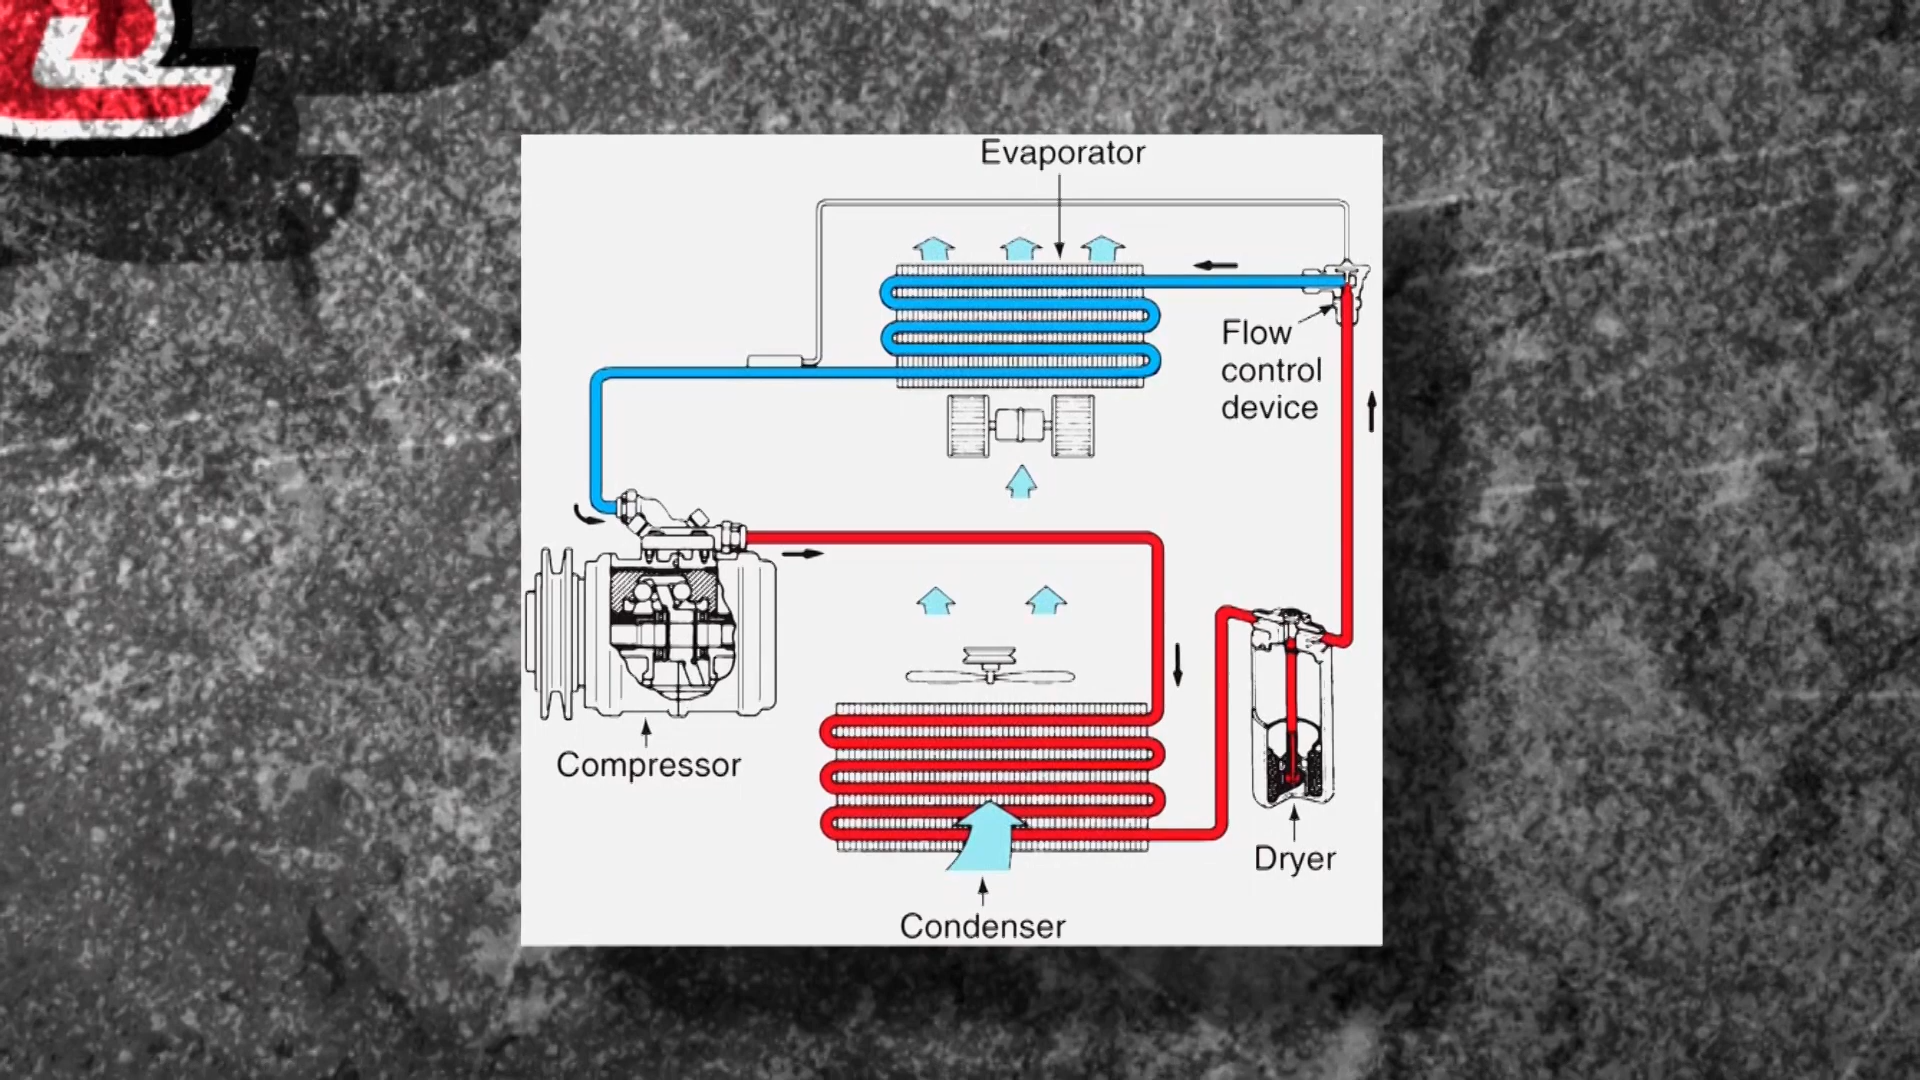 Evaporator
Flow
control
device
Compressor
Dryer
Condenser